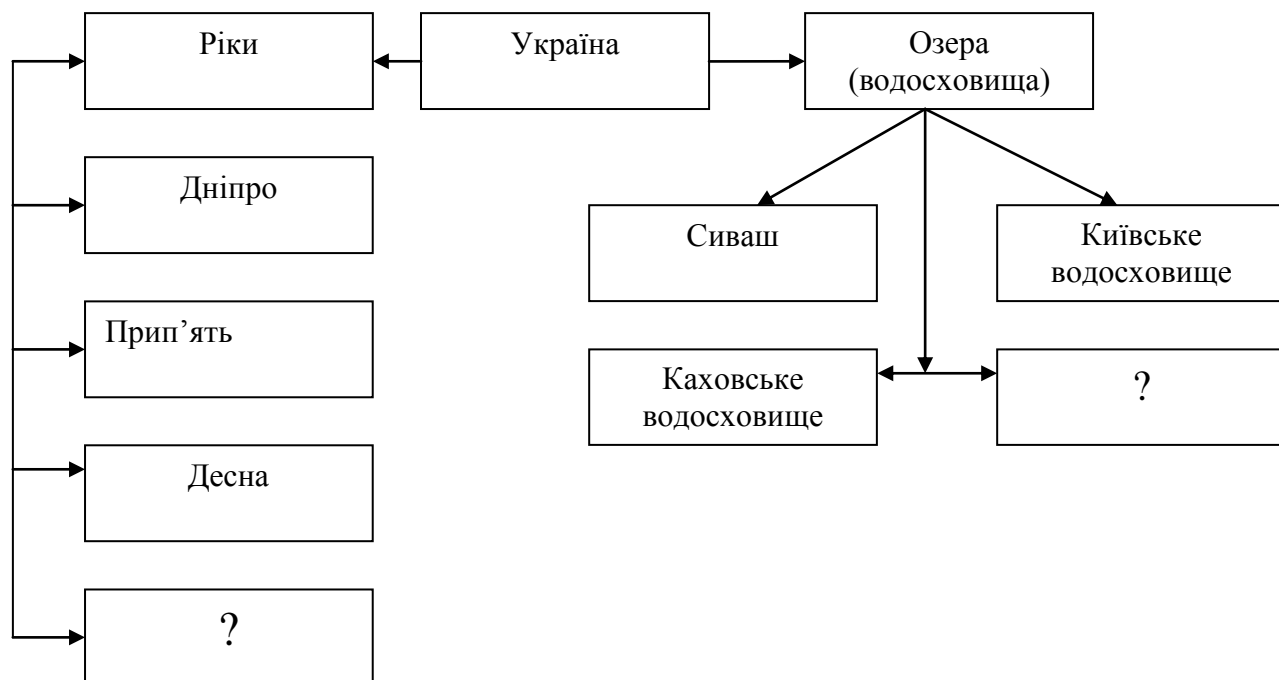 Ріки
Україна
Озера
(водосховища)
Дніпро
Прип’ять
Десна
?
Сиваш
Київське
водосховище
Каховське
водосховище
?